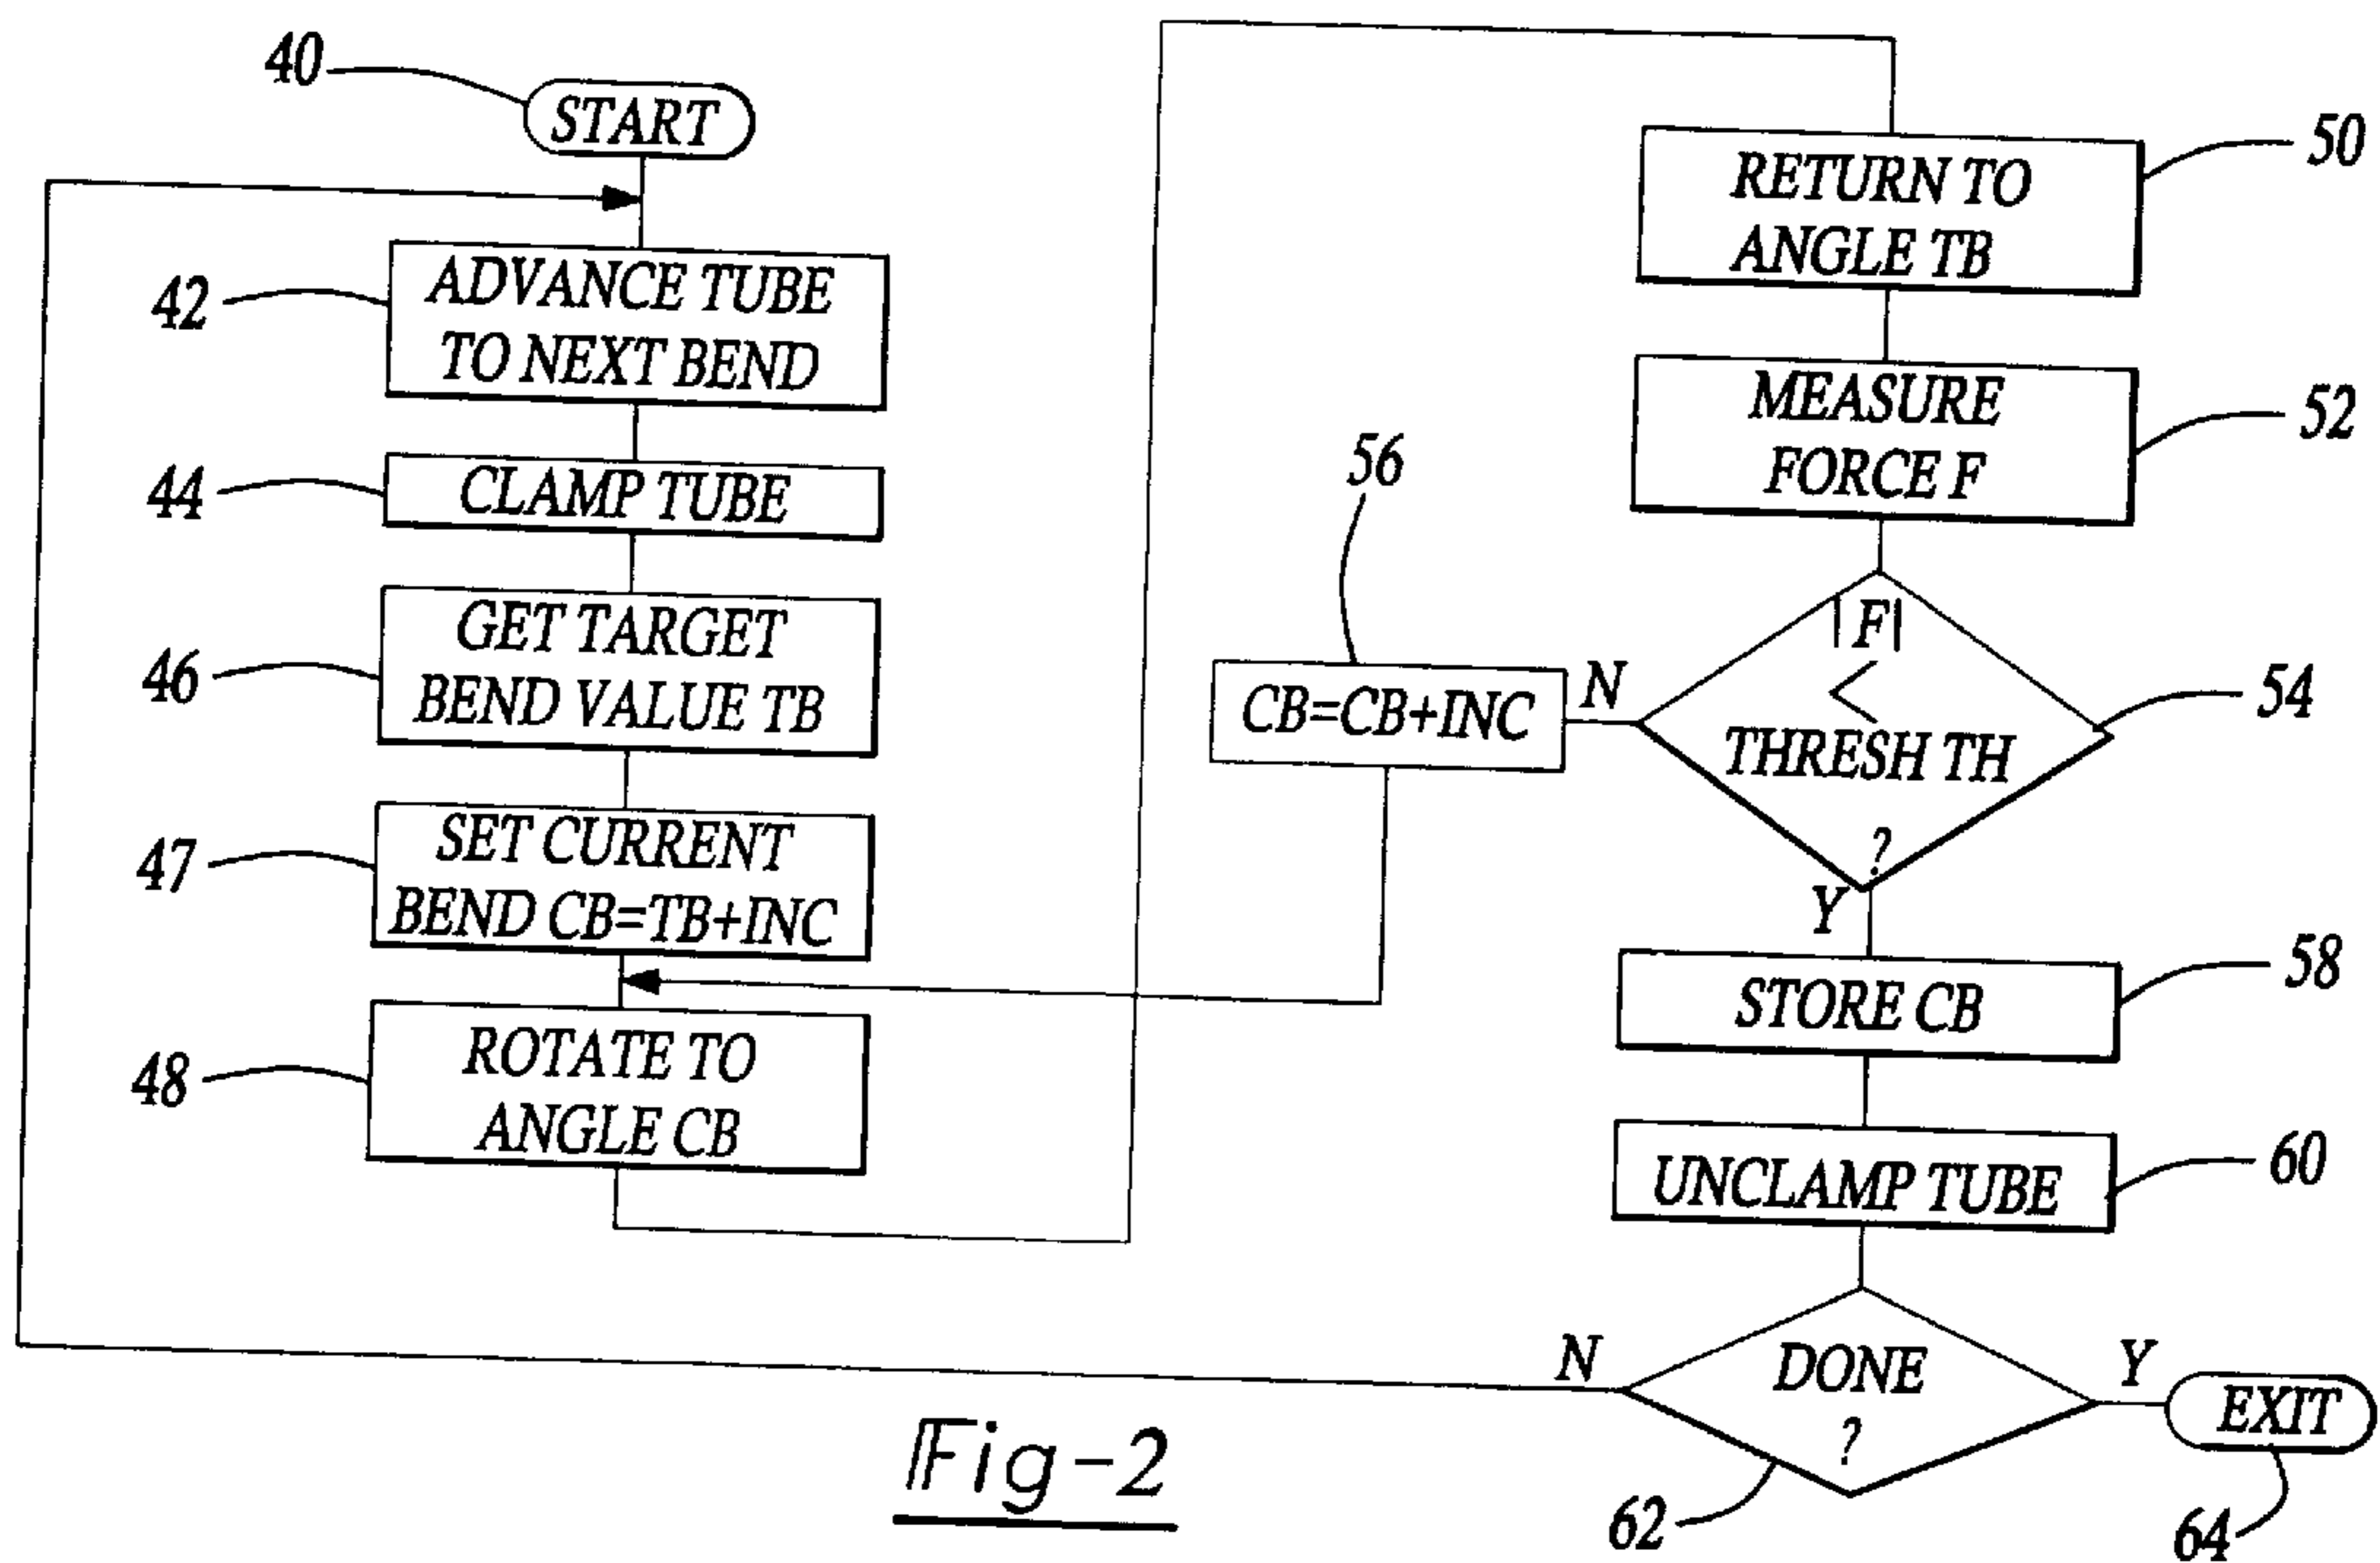 40
START
42
ADVANCE TUBE
TO NEXT BEND
44
CLAMP TUBE
46
GET TARGET
BEND VALUE TB
47
SET CURRENT
BEND CB=TB+INC
48
ROTATE TO
ANGLE CB
50
RETURN TO
ANGLE TB
52
MEASURE
FORCE F
54
|F|
<
THRESH TH
?
N
Y
56
CB=CB+INC
58
STORE CB
60
UNCLAMP TUBE
62
DONE
?
N
Y
EXIT
64
Fig-2